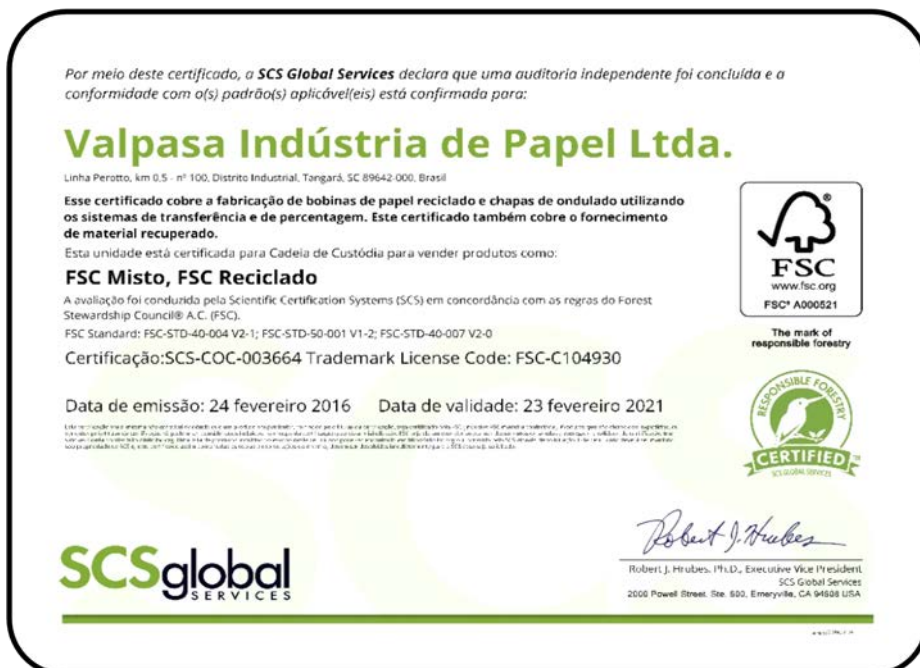 Por meio deste certificado, a SCS Global Services declara que uma auditoria independente foi concluída e a
conformidade com o(s) padrão(s) aplicável(eis) está confirmada para:
Valpasa Indústria de Papel Ltda.
Linha Perotto, km 0,5 - nº 100, Distrito Industrial, Tangará, SC 89642-000, Brasil
Esse certificado cobre a fabricação de bobinas de papel reciclado e chapas de ondulado utilizando
os sistemas de transferência e de percentagem. Este certificado também cobre o fornecimento
de material recuperado.
Esta unidade está certificada para Cadeia de Custódia para vender produtos como:
FSC Misto, FSC Reciclado
A avaliação foi conduzida pela Scientific Certification Systems (SCS) em concordância com as regras do Forest
Stewardship Council® A.C. (FSC).
FSC Standard: FSC-STD-40-004 V2-1; FSC-STD-50-001 V1-2; FSC-STD-40-007 V2-0
Certificação:SCS-COC-003664 Trademark License Code: FSC-C104930
Data de emissão: 24 fevereiro 2016 Data de validade: 23 fevereiro 2021
FSC
www.fsc.org
FSC® A000521
The mark of
responsible forestry
RESPONSIBLE FORESTRY
CERTIFIED
SCS GLOBAL SERVICES
Robert J. Hrubes
Robert J. Hrubes, Ph.D., Executive Vice President
SCS Global Services
2000 Powell Street, Ste. 600, Emeryville, CA 94608 USA
SCSglobal
SERVICES
SCS